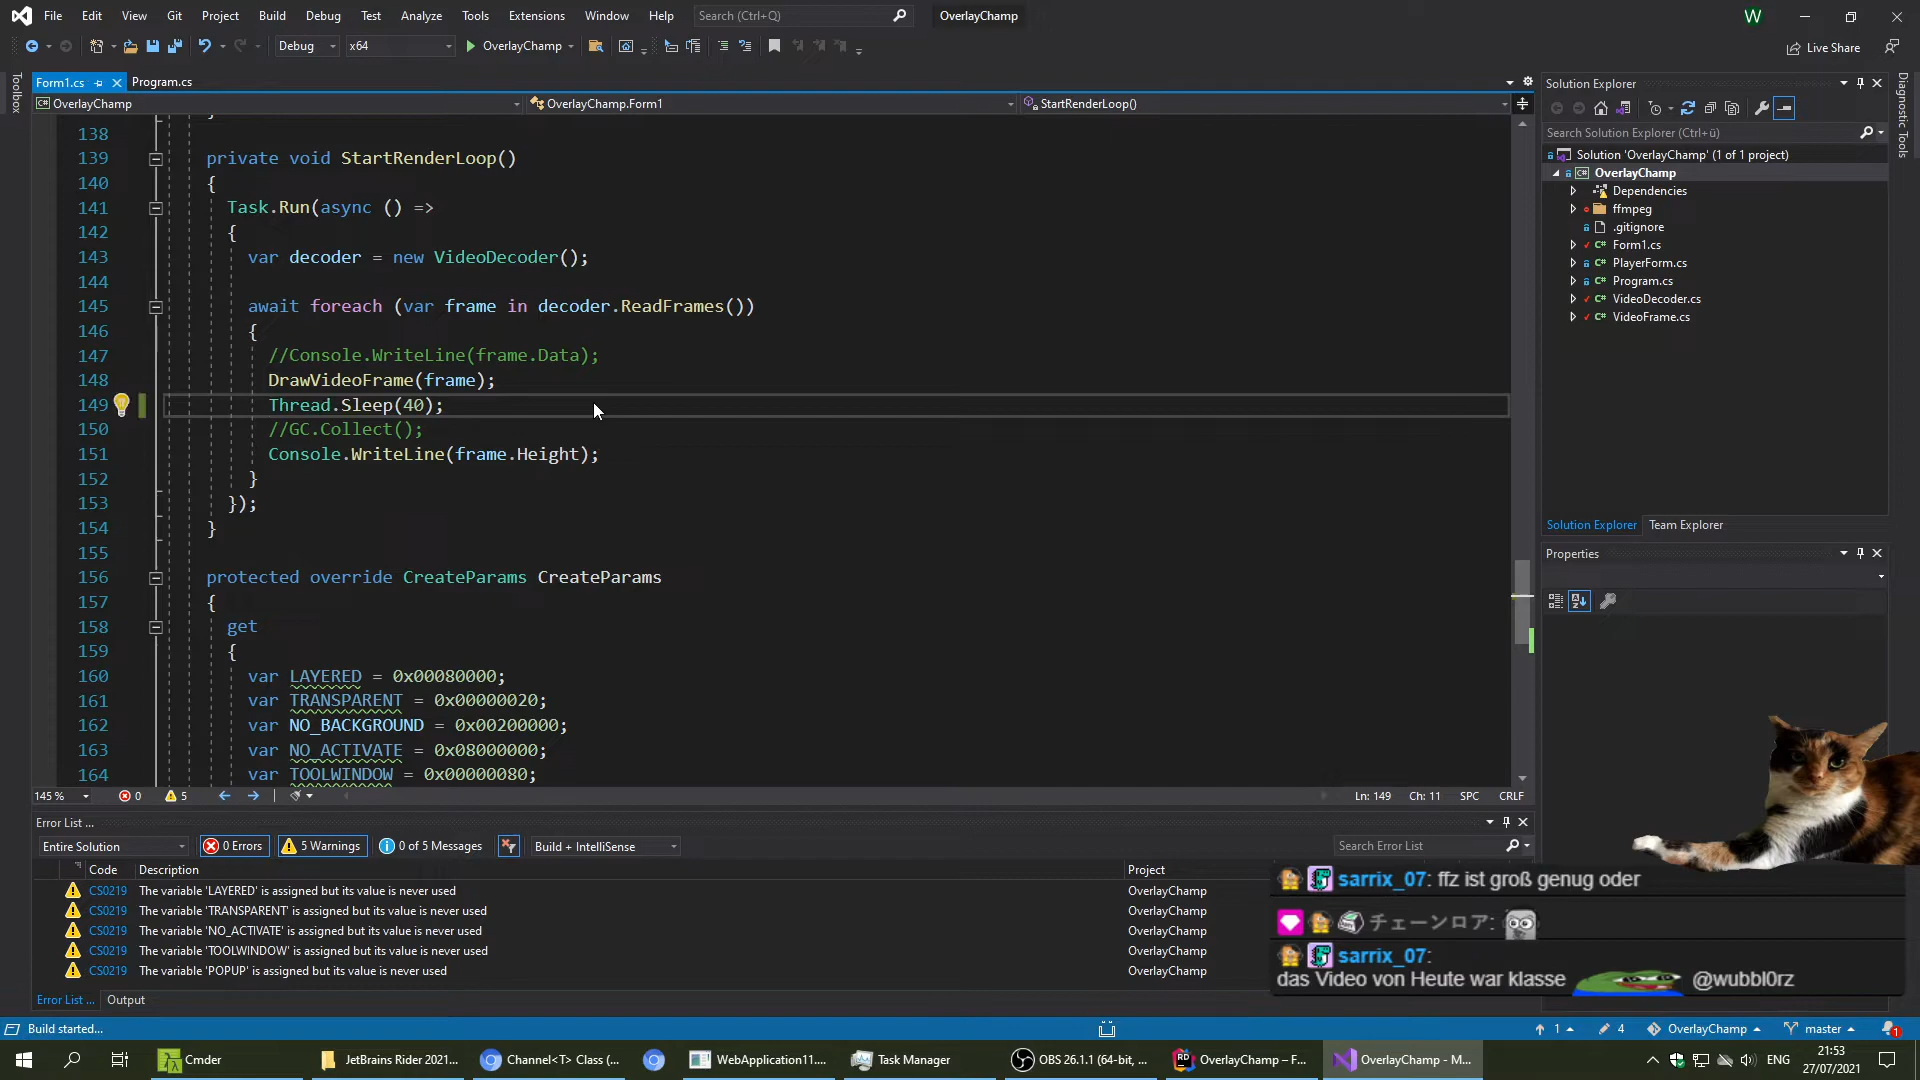 File Edit View Git Project Build Debug Test Analyze Tools Extensions Window Help Search (Ctrl+Q) OverlayChamp W
Debug x64 OverlayChamp Live Share
Toolbox
Form1.cs Program.cs
OverlayChamp OverlayChamp.Form1 StartRenderLoop()
138
139 private void StartRenderLoop()
140 {
141 Task.Run(async () =>
142 {
143 var decoder = new VideoDecoder();
144
145 await foreach (var frame in decoder.ReadFrames())
146 {
147 //Console.WriteLine(frame.Data);
148 DrawVideoFrame(frame);
149 Thread.Sleep(40);
150 //GC.Collect();
151 Console.WriteLine(frame.Height);
152 }
153 });
154 }
155
156 protected override CreateParams CreateParams
157 {
158 get
159 {
160 var LAYERED = 0x00080000;
161 var TRANSPARENT = 0x00000020;
162 var NO_BACKGROUND = 0x00200000;
163 var NO_ACTIVATE = 0x08000000;
164 var TOOLWINDOW = 0x00000080;
145 % 0 5 Ln: 149 Ch: 11 SPC CRLF
Solution Explorer
Search Solution Explorer (Ctrl+ü)
Solution 'OverlayChamp' (1 of 1 project)
OverlayChamp
Dependencies
ffmpeg
.gitignore
Form1.cs
PlayerForm.cs
Program.cs
VideoDecoder.cs
VideoFrame.cs
Solution Explorer Team Explorer
Properties
Diagnostic Tools
Error List ...
Entire Solution 0 Errors 5 Warnings 0 of 5 Messages Build + IntelliSense Search Error List
Code Description Project
CS0219 The variable 'LAYERED' is assigned but its value is never used OverlayChamp
CS0219 The variable 'TRANSPARENT' is assigned but its value is never used OverlayChamp
CS0219 The variable 'NO_ACTIVATE' is assigned but its value is never used OverlayChamp
CS0219 The variable 'TOOLWINDOW' is assigned but its value is never used OverlayChamp
CS0219 The variable 'POPUP' is assigned but its value is never used OverlayChamp
sarrix_07: ffz ist groß genug oder
チェーンロア:
sarrix_07:
das Video von Heute war klasse @wubbl0rz
Error List ... Output
Build started... 1 4 OverlayChamp master 1
Cmder JetBrains Rider 2021... Channel<T> Class (... WebApplication11.... Task Manager OBS 26.1.1 (64-bit, ... OverlayChamp – F... OverlayChamp - M... ENG 21:53
27/07/2021